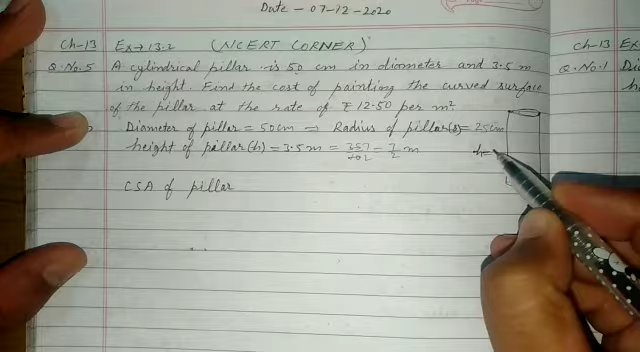 Date - 07-12-2020
Ch-13 Ex→13.2 (NCERT CORNER)
Q.No.5 A cylindrical pillar is 50 cm in diameter and 3.5 m
in height. Find the cost of painting the curved surface
of the pillar at the rate of ₹12.50 per m²
Diameter of pillar = 50cm ⇒ Radius of pillar(r) = 25cm
height of pillar(h) = 3.5m = 35/10 = 7/2 m
h=
CSA of pillar
Ch-13 Ex
Q.No.1